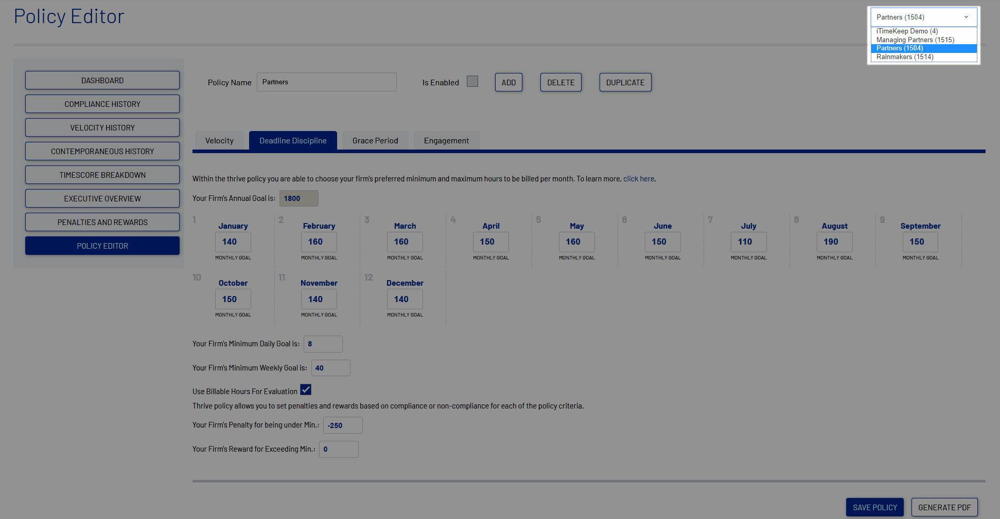 Policy Editor
Partners (1504)
iTimeKeep Demo (4)
Managing Partners (1515)
Partners (1504)
Rainmakers (1514)
DASHBOARD
COMPLIANCE HISTORY
VELOCITY HISTORY
CONTEMPORANEOUS HISTORY
TIMESCORE BREAKDOWN
EXECUTIVE OVERVIEW
PENALTIES AND REWARDS
POLICY EDITOR
Policy Name Partners Is Enabled ADD DELETE DUPLICATE
Velocity Deadline Discipline Grace Period Engagement
Within the thrive policy you are able to choose your firm's preferred minimum and maximum hours to be billed per month. To learn more, click here.
Your Firm's Annual Goal is: 1800
1 2 3 4 5 6 7 8 9
January February March April May June July August September
140 160 160 150 160 150 110 190 150
MONTHLY GOAL MONTHLY GOAL MONTHLY GOAL MONTHLY GOAL MONTHLY GOAL MONTHLY GOAL MONTHLY GOAL MONTHLY GOAL MONTHLY GOAL
10 11 12
October November December
150 140 140
MONTHLY GOAL MONTHLY GOAL MONTHLY GOAL
Your Firm's Minimum Daily Goal is: 8
Your Firm's Minimum Weekly Goal is: 40
Use Billable Hours For Evaluation
Thrive policy allows you to set penalties and rewards based on compliance or non-compliance for each of the policy criteria.
Your Firm's Penalty for being under Min.: -250
Your Firm's Reward for Exceeding Min.: 0
SAVE POLICY GENERATE PDF